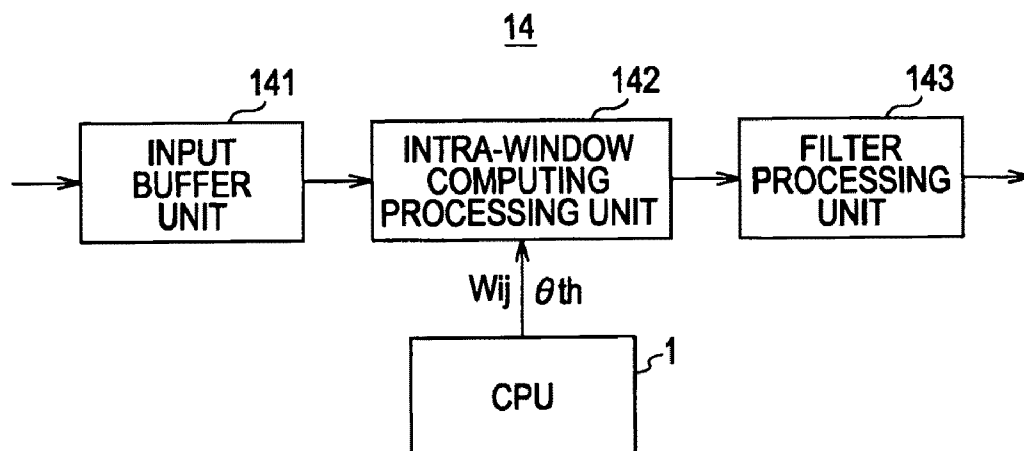 14
141
142
143
INPUT
BUFFER
UNIT
INTRA-WINDOW
COMPUTING
PROCESSING UNIT
FILTER
PROCESSING
UNIT
Wij θth
1
CPU